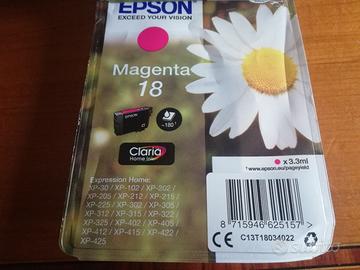 EPSON
EXCEED YOUR VISION
Magenta
18
~180
Claria
Home Ink
x 3.3ml
www.epson.eu/pageyield
Expression Home:
XP-30 / XP-102 / XP-202 /
XP-205 / XP-212 / XP-215 /
XP-225 / XP-302 / XP-305 /
XP-312 / XP-315 / XP-322 /
XP-325 / XP-402 / XP-405 /
XP-412 / XP-415 / XP-422 /
XP-425
8 715946 625157 >
C13T18034022
subito